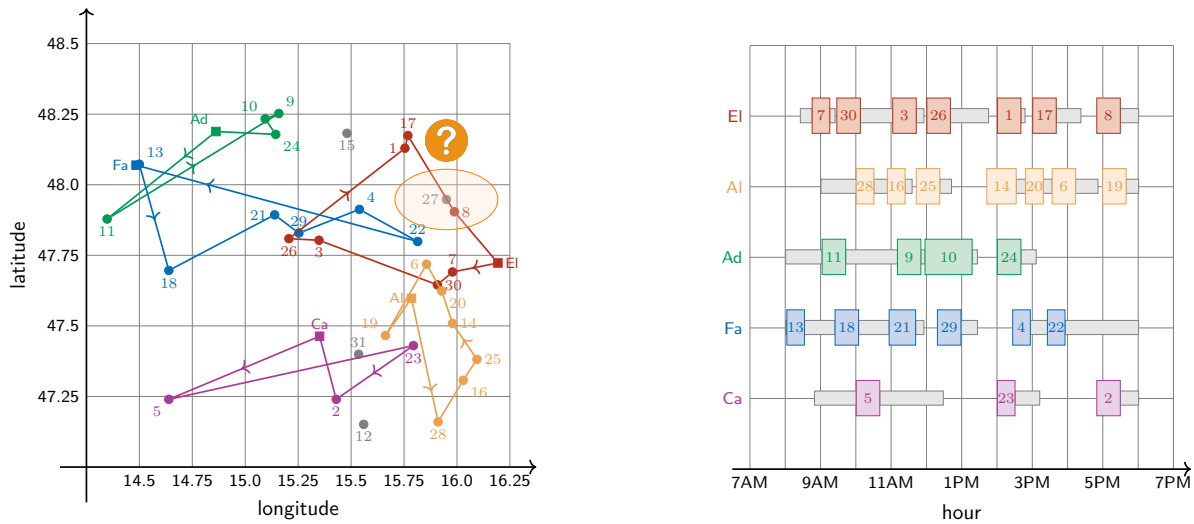 48.5
48.25
48.0
47.75
47.5
47.25
14.5 14.75 15.0 15.25 15.5 15.75 16.0 16.25
longitude
latitude
10 9
Ad
24
17
15
1
?
13
Fa
11
4
27
8
21
29
22
26
3
7
El
18
6
30
Al
20
19
14
Ca
31
23
25
5
2
16
12
28
El 7 30 3 26 1 17 8
Al 28 16 25 14 20 6 19
Ad 11 9 10 24
Fa 13 18 21 29 4 22
Ca 5 23 2
7AM 9AM 11AM 1PM 3PM 5PM 7PM
hour